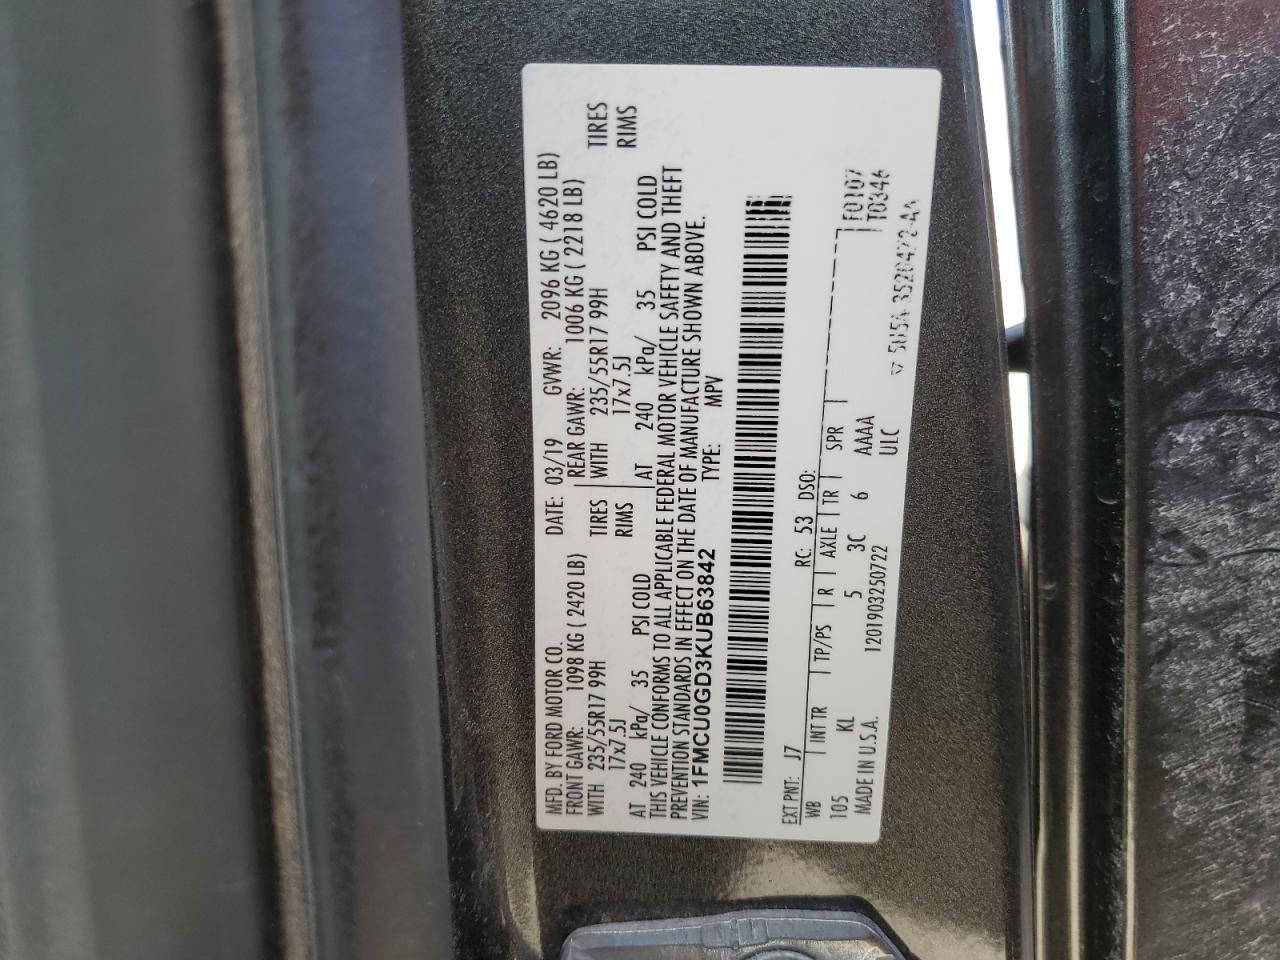 MFD. BY FORD MOTOR CO. DATE: 03/19 GVWR: 2096 KG ( 4620 LB)
FRONT GAWR: 1098 KG ( 2420 LB) REAR GAWR: 1006 KG ( 2218 LB)
WITH 235/55R17 99H TIRES WITH 235/55R17 99H TIRES
17x7.5J RIMS 17x7.5J RIMS
AT 240 kPa/ 35 PSI COLD AT 240 kPa/ 35 PSI COLD
THIS VEHICLE CONFORMS TO ALL APPLICABLE FEDERAL MOTOR VEHICLE SAFETY AND THEFT
PREVENTION STANDARDS IN EFFECT ON THE DATE OF MANUFACTURE SHOWN ABOVE.
VIN: 1FMCU0GD3KUB63842 TYPE: MPV
EXT PNT: J7 RC: 53 DSO:
WB INT TR TP/PS R AXLE TR SPR F0107
105 KL 5 3C 6 AAAA T0346
MADE IN U.S.A. 1201903250722 ULC